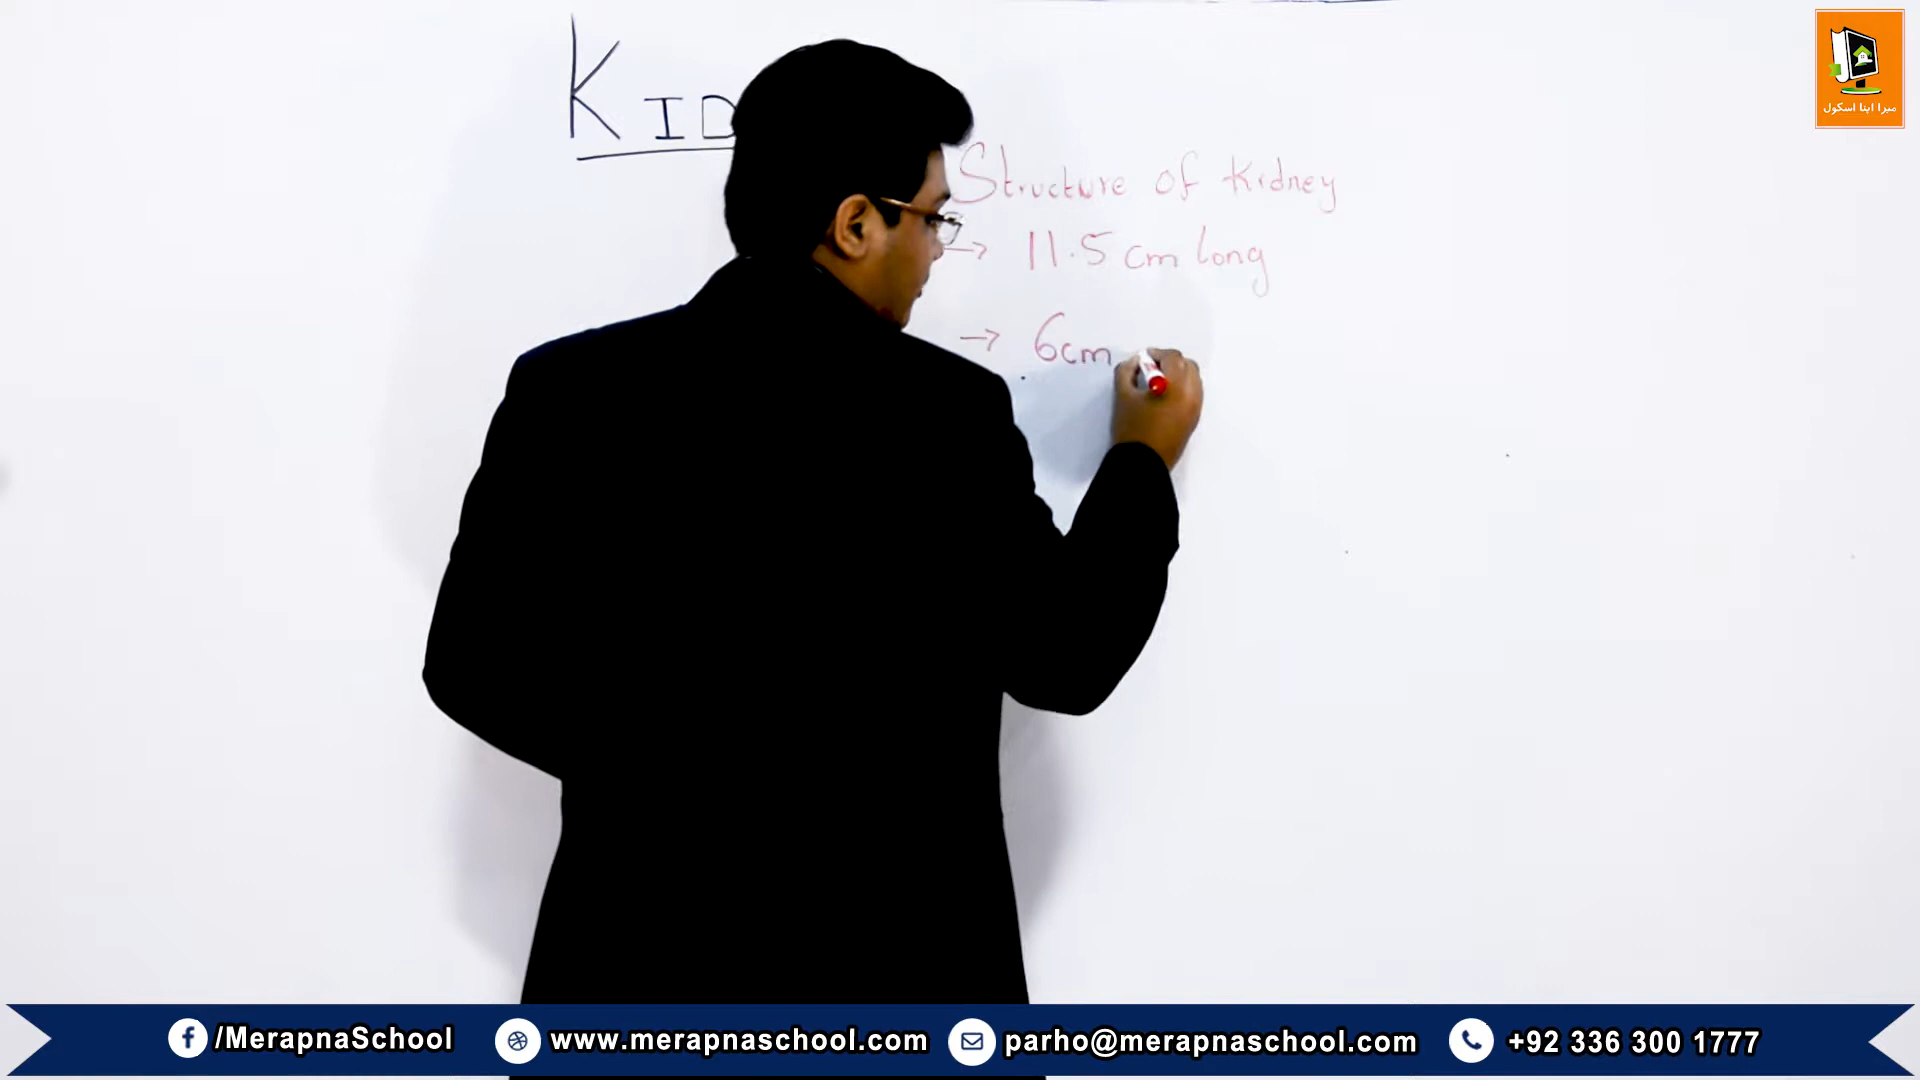 KID
Structure of Kidney
→ 11.5 cm long
→ 6cm
میرا اپنا اسکول
/MerapnaSchool
www.merapnaschool.com
parho@merapnaschool.com
+92 336 300 1777